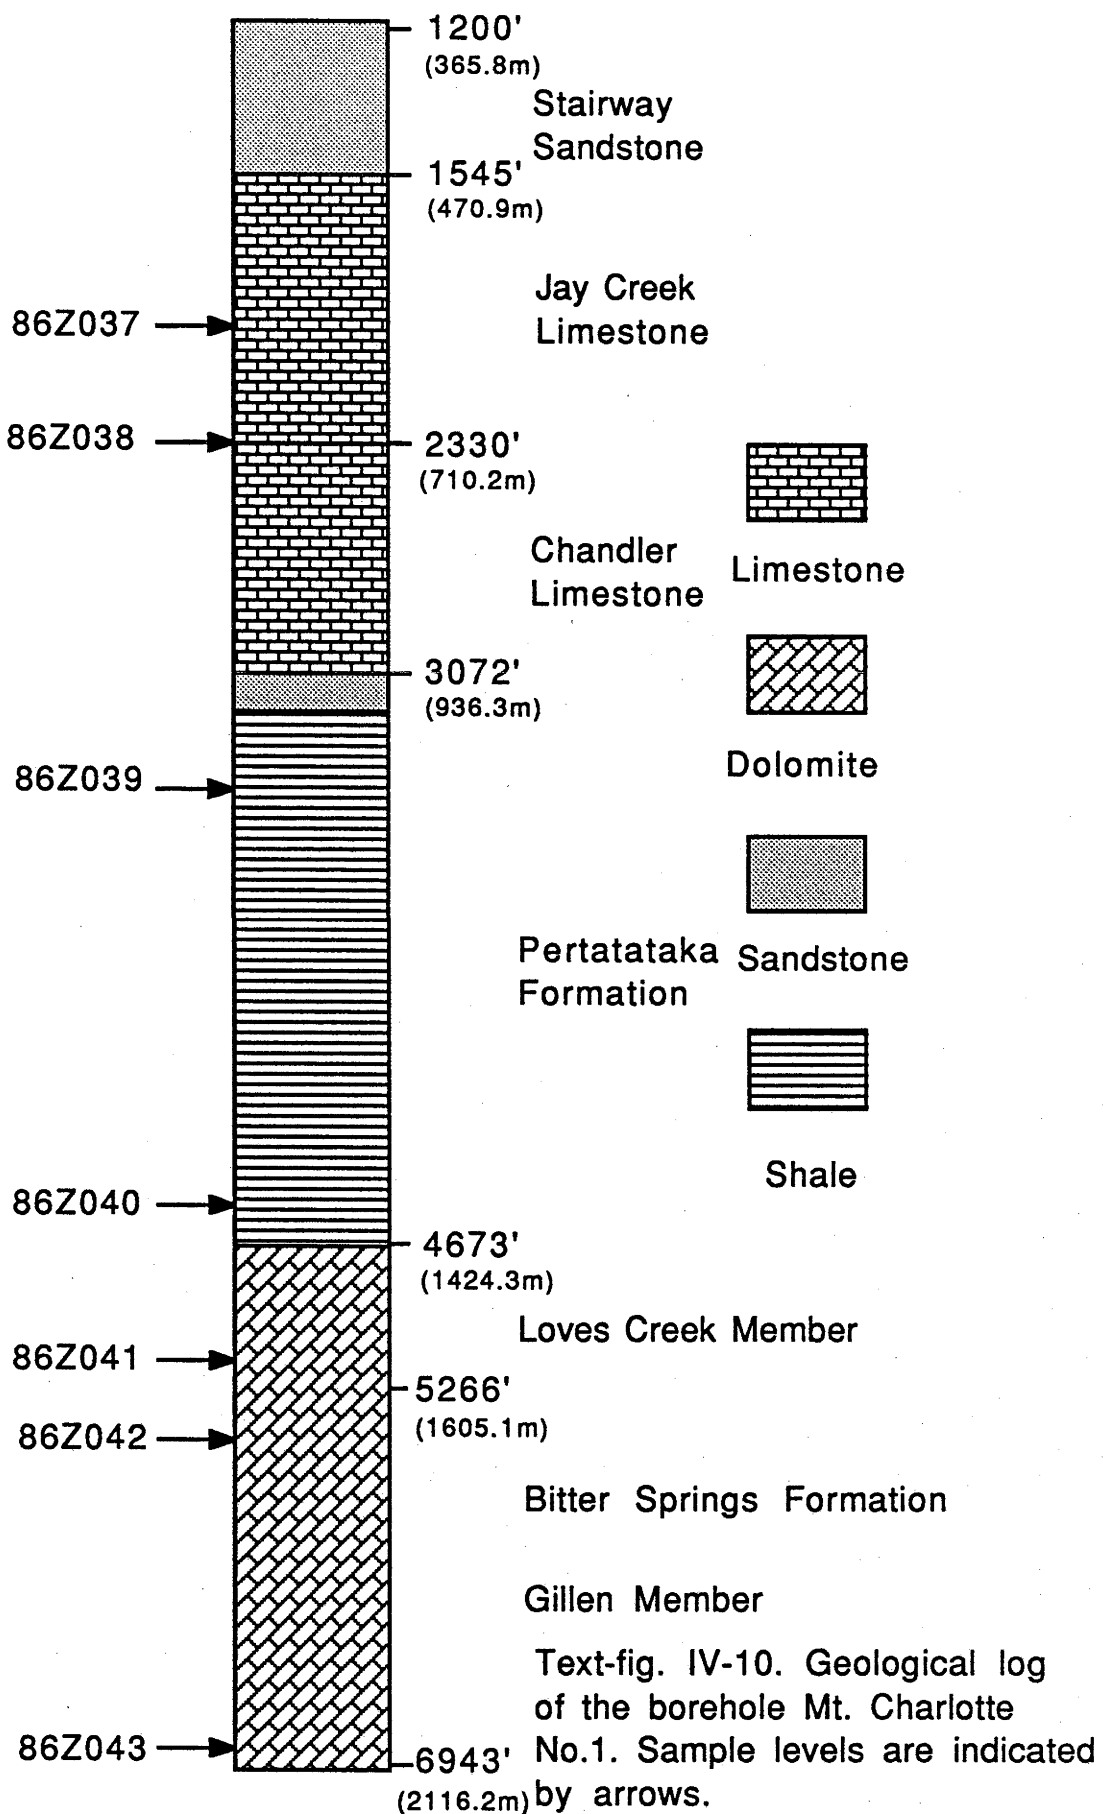 1200'
(365.8m)
Stairway
Sandstone
1545'
(470.9m)
Jay Creek
Limestone
86Z037
86Z038
2330'
(710.2m)
Chandler
Limestone
Limestone
3072'
(936.3m)
Dolomite
86Z039
Pertatataka
Formation
Sandstone
Shale
86Z040
4673'
(1424.3m)
Loves Creek Member
86Z041
5266'
(1605.1m)
86Z042
Bitter Springs Formation
Gillen Member
86Z043
6943'
(2116.2m)
Text-fig. IV-10. Geological log
of the borehole Mt. Charlotte
No.1. Sample levels are indicated
by arrows.